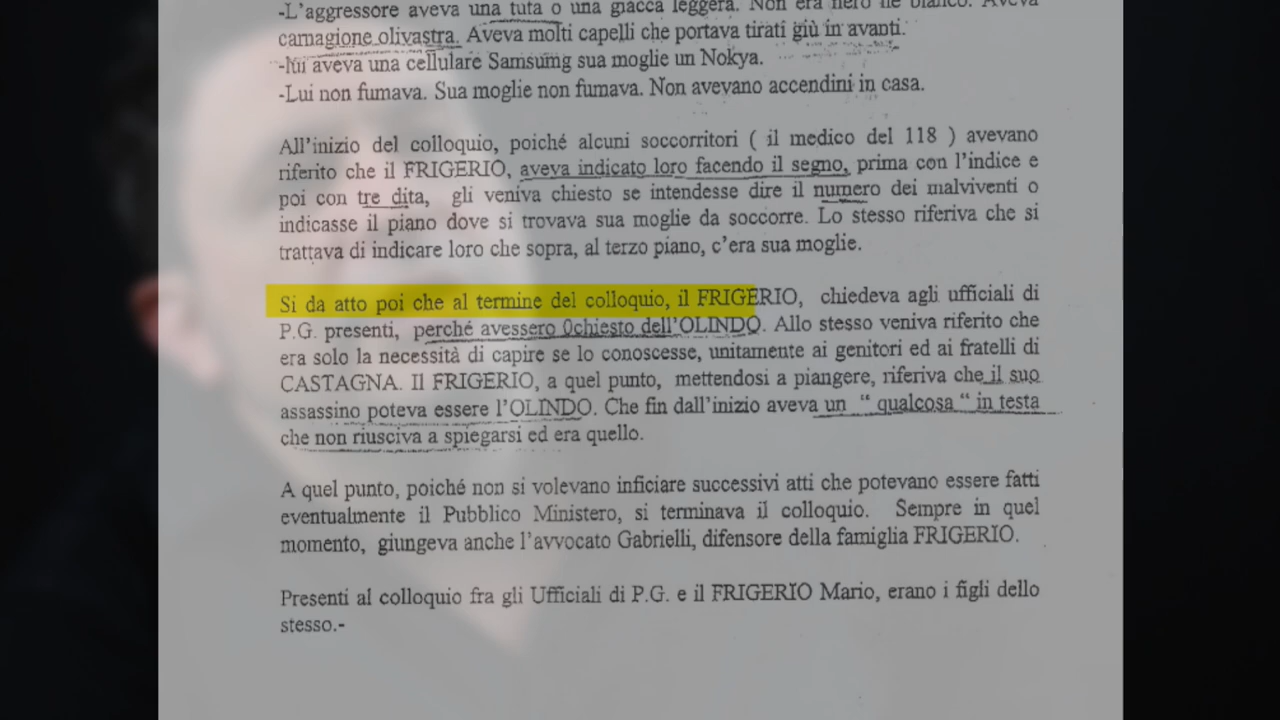 -L'aggressore aveva una tuta o una giacca leggera. Non era nero nè bianco. Aveva
carnagione olivastra. Aveva molti capelli che portava tirati giù in avanti.
-lui aveva una cellulare Samsumg sua moglie un Nokya.
-Lui non fumava. Sua moglie non fumava. Non avevano accendini in casa.
All'inizio del colloquio, poiché alcuni soccorritori ( il medico del 118 ) avevano
riferito che il FRIGERIO, aveva indicato loro facendo il segno, prima con l'indice e
poi con tre dita, gli veniva chiesto se intendesse dire il numero dei malviventi o
indicasse il piano dove si trovava sua moglie da soccorre. Lo stesso riferiva che si
trattava di indicare loro che sopra, al terzo piano, c'era sua moglie.
Si da atto poi che al termine del colloquio, il FRIGERIO, chiedeva agli ufficiali di
P.G. presenti, perché avessero 0chiesto dell'OLINDO. Allo stesso veniva riferito che
era solo la necessità di capire se lo conoscesse, unitamente ai genitori ed ai fratelli di
CASTAGNA. Il FRIGERIO, a quel punto, mettendosi a piangere, riferiva che il suo
assassino poteva essere l'OLINDO. Che fin dall'inizio aveva un " qualcosa " in testa
che non riusciva a spiegarsi ed era quello.
A quel punto, poiché non si volevano inficiare successivi atti che potevano essere fatti
eventualmente il Pubblico Ministero, si terminava il colloquio. Sempre in quel
momento, giungeva anche l'avvocato Gabrielli, difensore della famiglia FRIGERIO.
Presenti al colloquio fra gli Ufficiali di P.G. e il FRIGERIO Mario, erano i figli dello
stesso.-